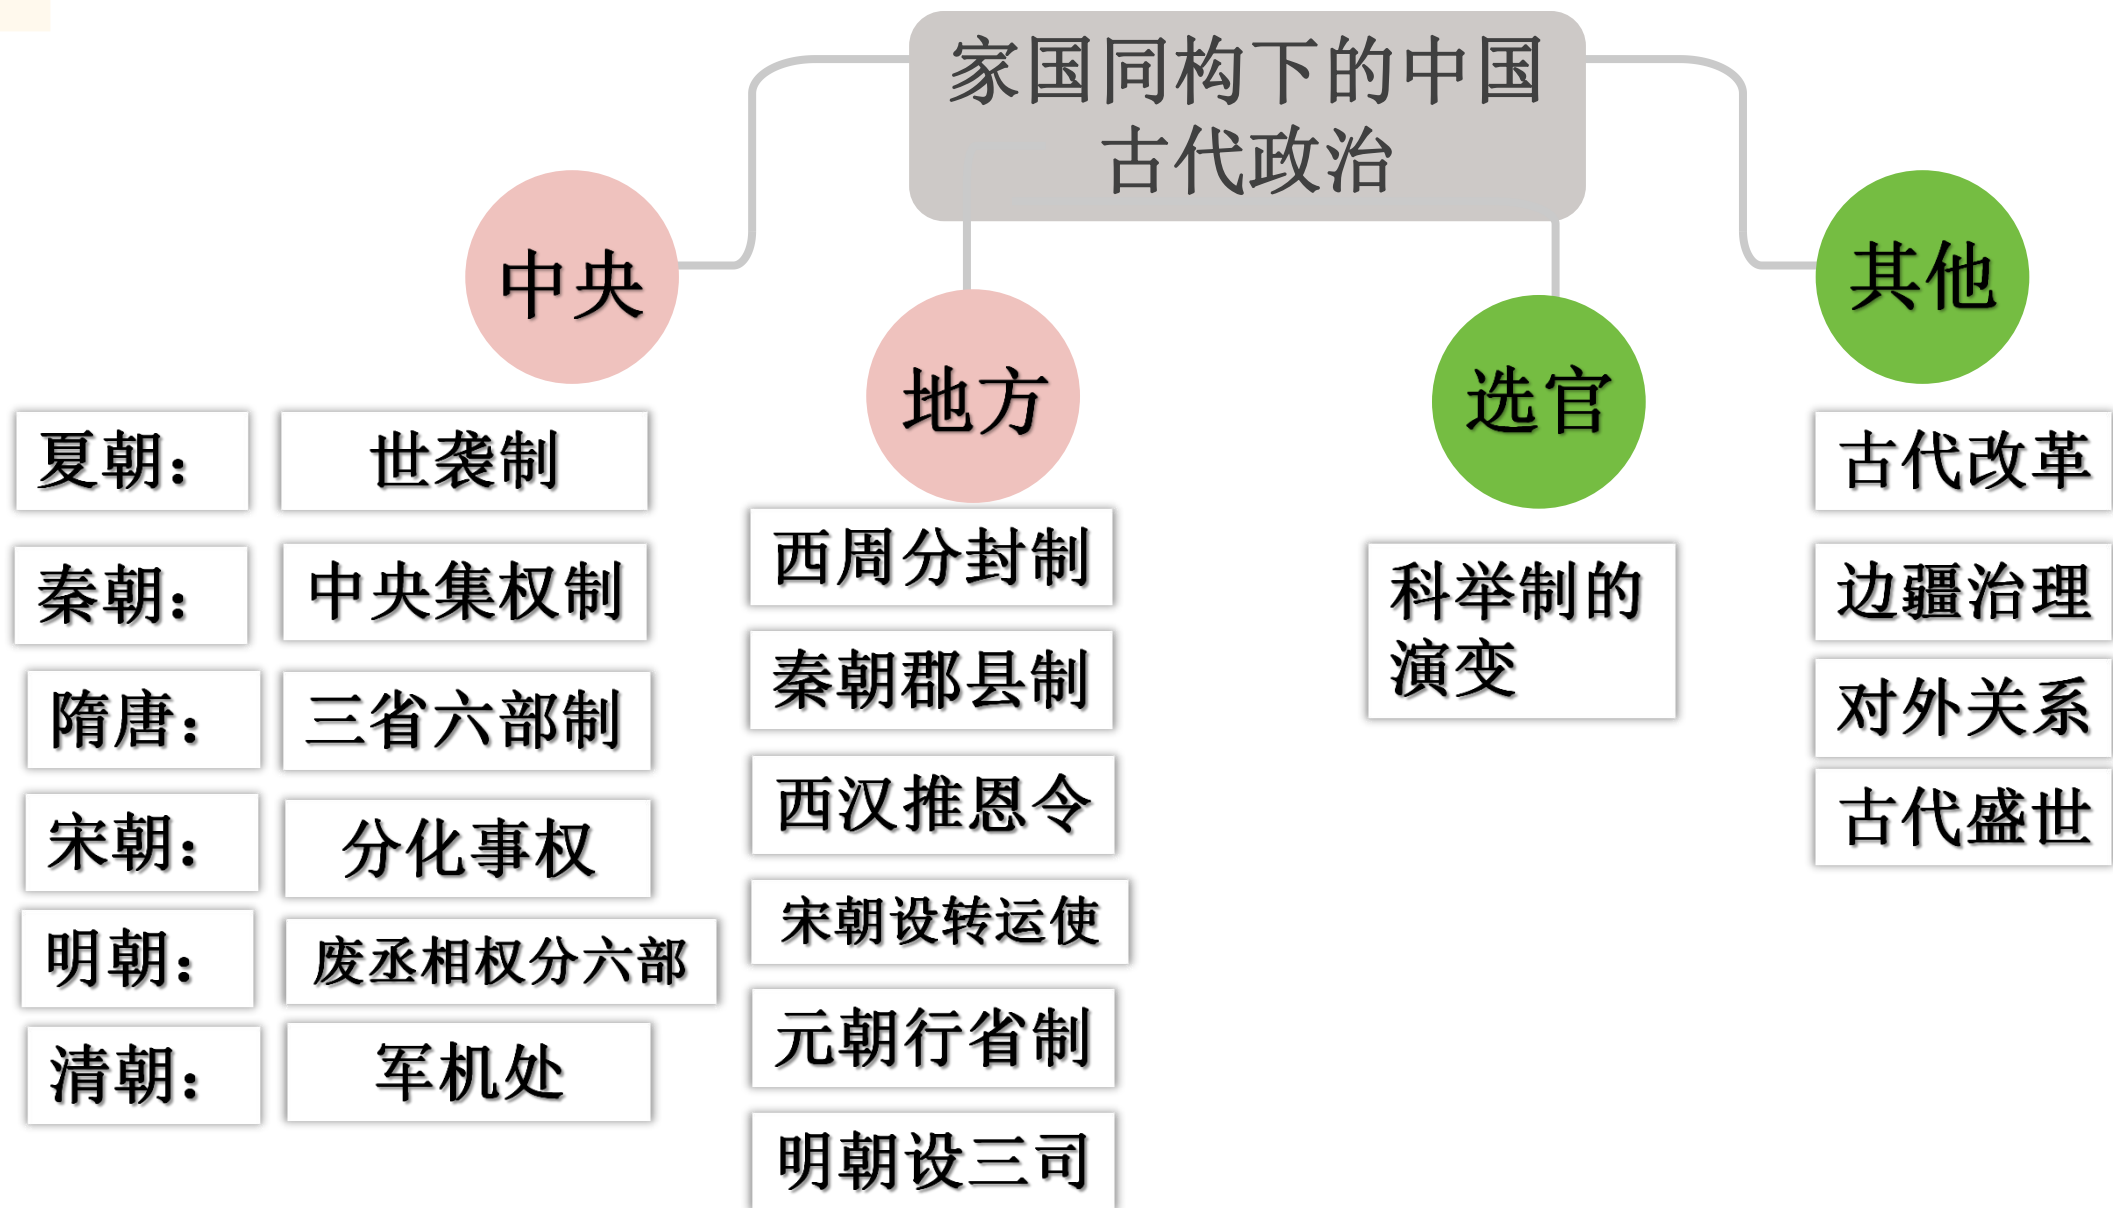 家国同构下的中国
古代政治
中央
夏朝：
世袭制
秦朝：
中央集权制
隋唐：
三省六部制
宋朝：
分化事权
明朝：
废丞相权分六部
清朝：
军机处
地方
西周分封制
秦朝郡县制
西汉推恩令
宋朝设转运使
元朝行省制
明朝设三司
选官
科举制的
演变
其他
古代改革
边疆治理
对外关系
古代盛世